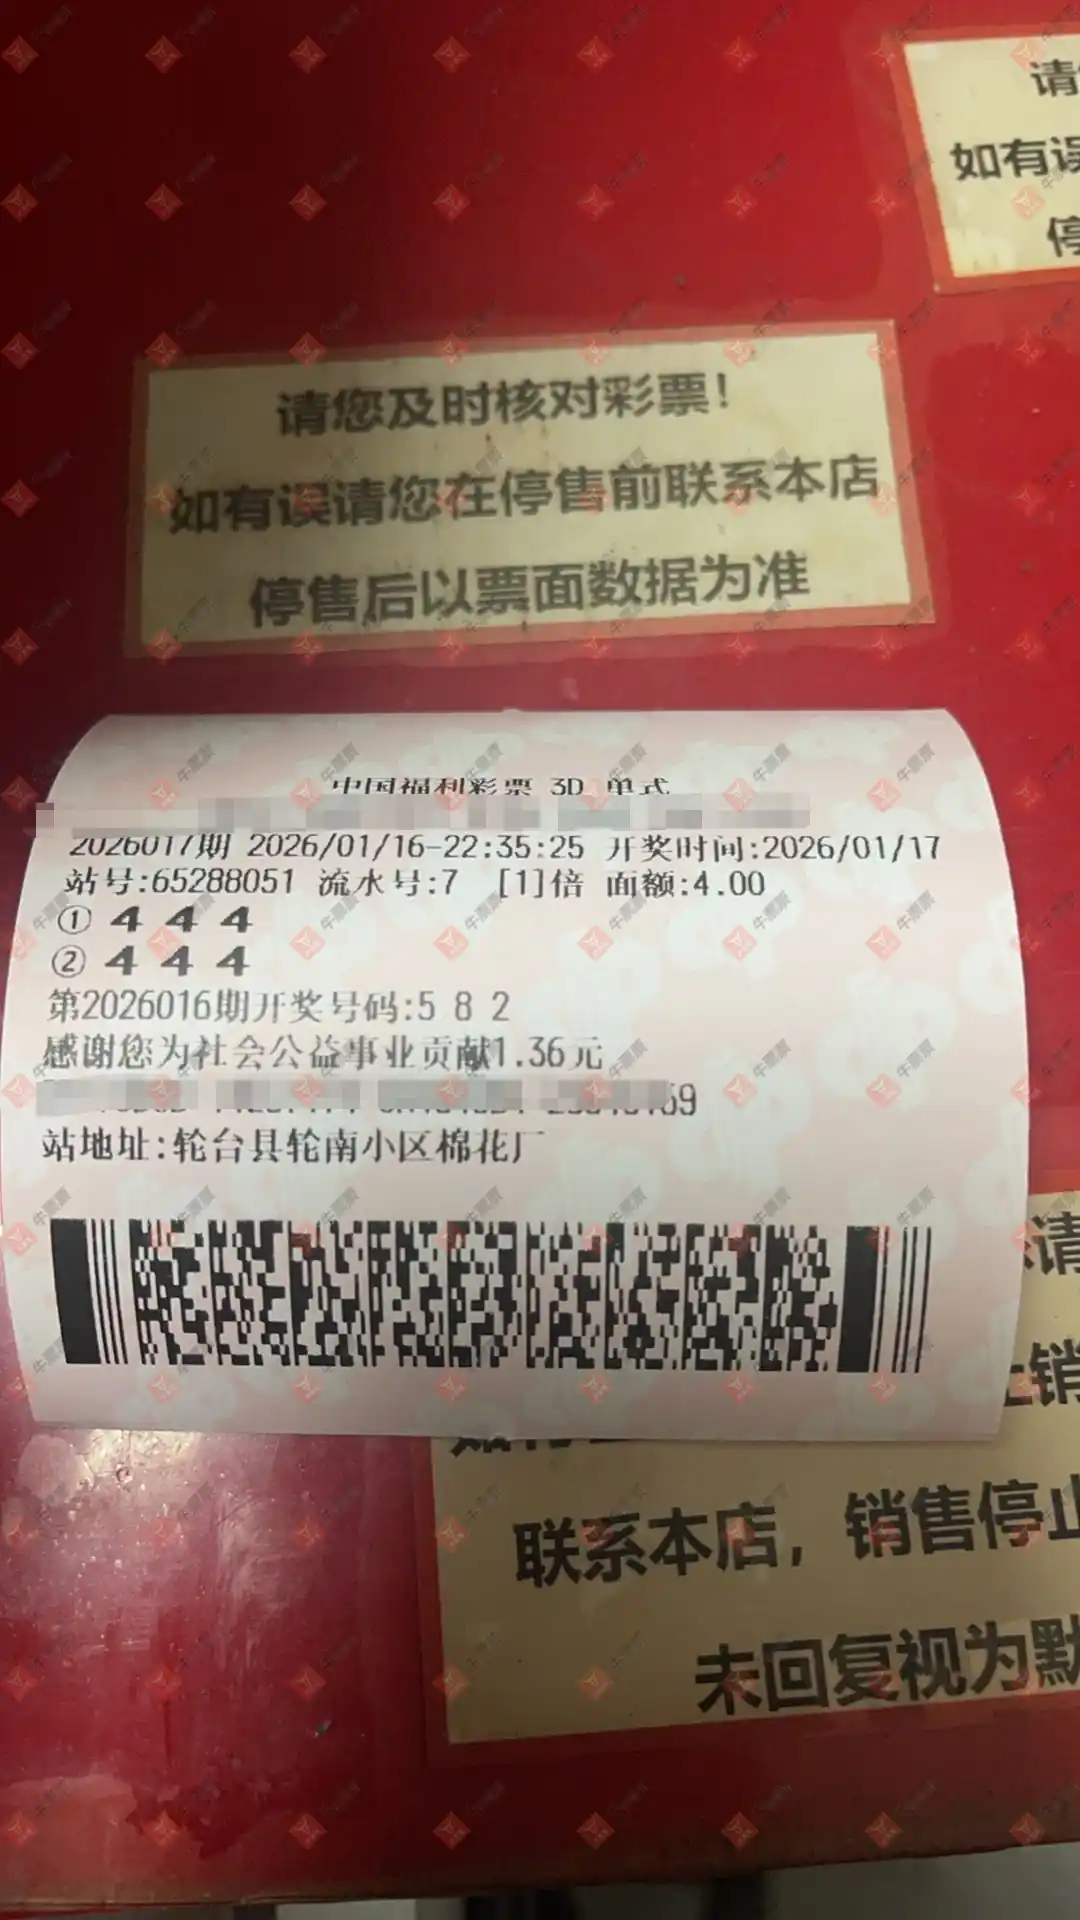 请
如有误
停
请您及时核对彩票！
如有误请您在停售前联系本店
停售后以票面数据为准
中国福利彩票 3D 单式
2026017期 2026/01/16-22:35:25 开奖时间:2026/01/17
站号:65288051 流水号:7 [1]倍 面额:4.00
① 4 4 4
② 4 4 4
第2026016期开奖号码:5 8 2
感谢您为社会公益事业贡献1.36元
站地址:轮台县轮南小区棉花厂
请
止销
联系本店，销售停止
未回复视为默
牛票票